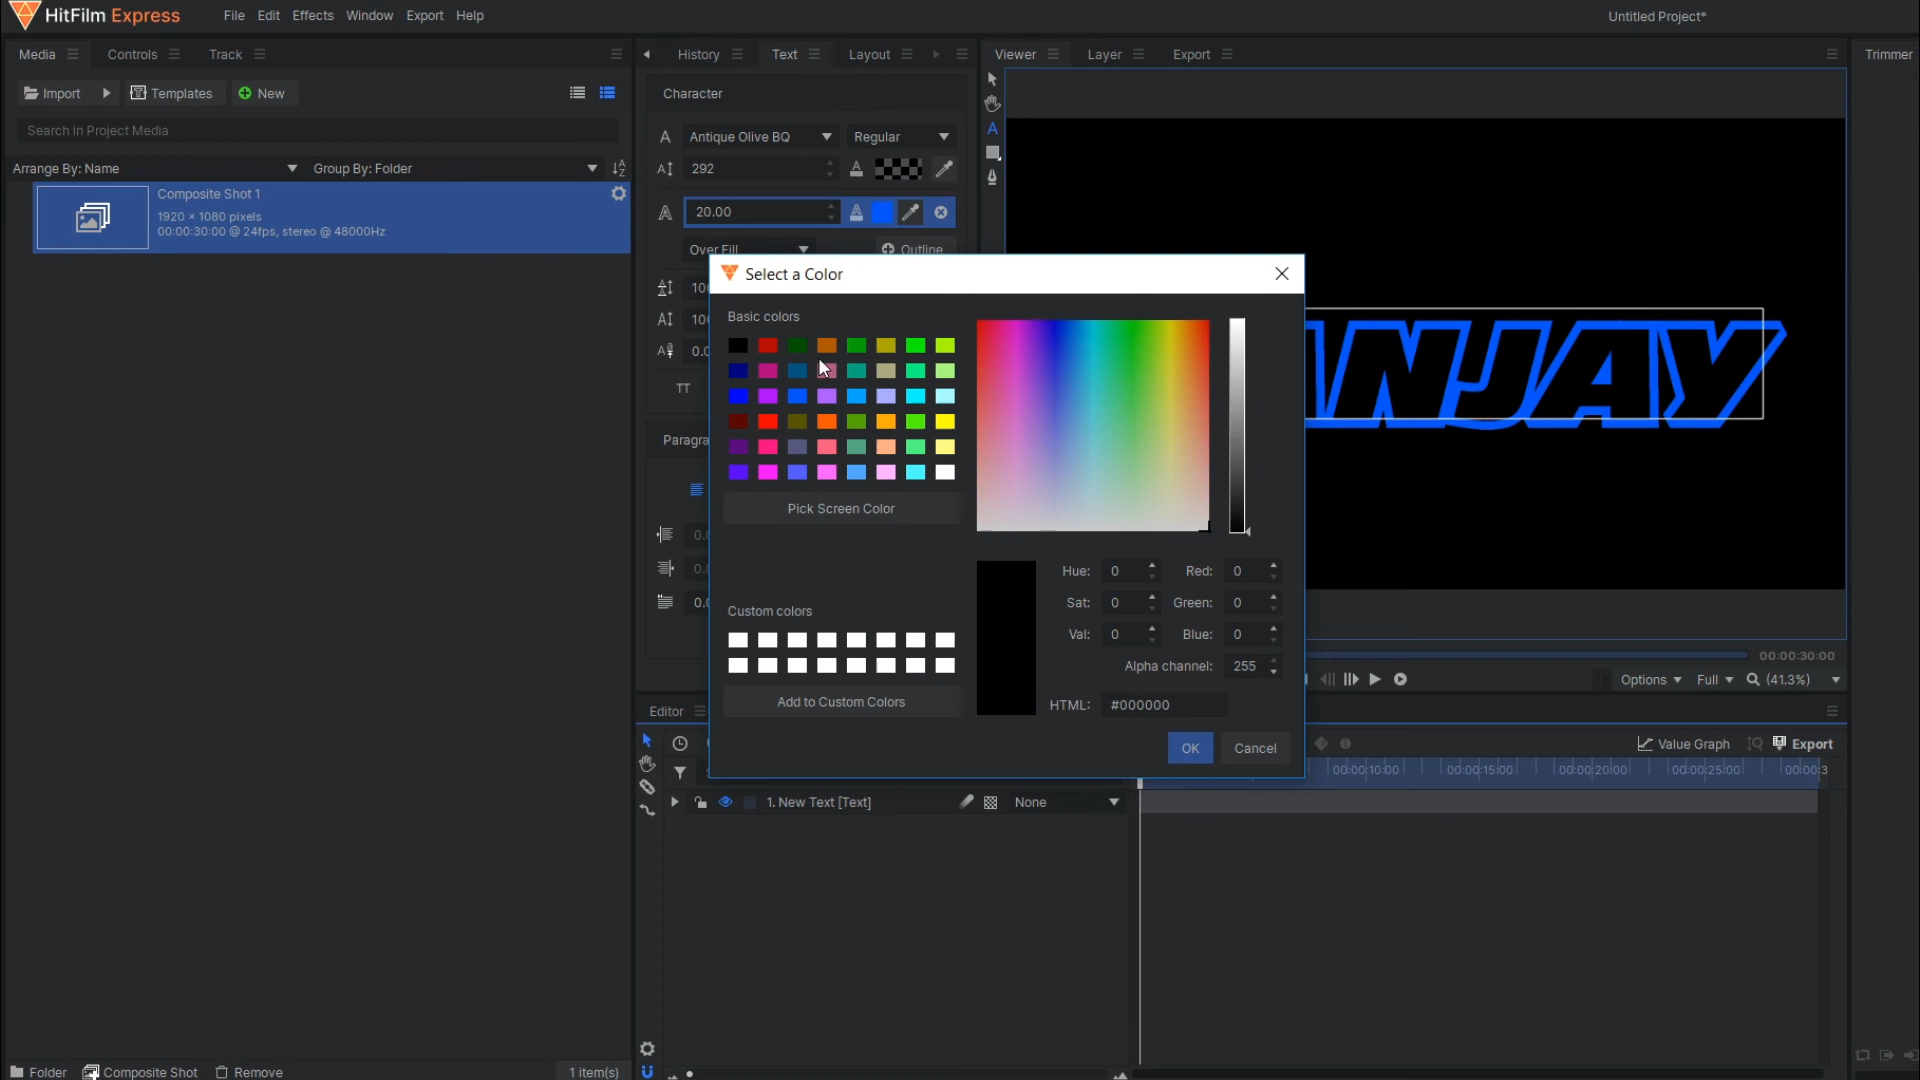 HitFilm Express
File Edit Effects Window Export Help
Untitled Project*
Media Controls Track
History Text Layout
Viewer Layer Export
Trimmer
Import Templates New
Search in Project Media
Arrange By: Name Group By: Folder
Composite Shot 1
1920 × 1080 pixels
00:00:30:00 @ 24fps, stereo @ 48000Hz
Character
Antique Olive BQ Regular
292
20.00
Over Fill Outline
TT
Select a Color
Basic colors
Pick Screen Color
Custom colors
Add to Custom Colors
Hue: 0 Red: 0
Sat: 0 Green: 0
Val: 0 Blue: 0
Alpha channel: 255
HTML: #000000
OK Cancel
ANJAY
00:00:30:00
Options Full (41.3%)
Editor
Value Graph Export
00:00:10:00 00:00:15:00 00:00:20:00 00:00:25:00 00:00:3
1. New Text [Text] None
Folder Composite Shot Remove 1 item(s)